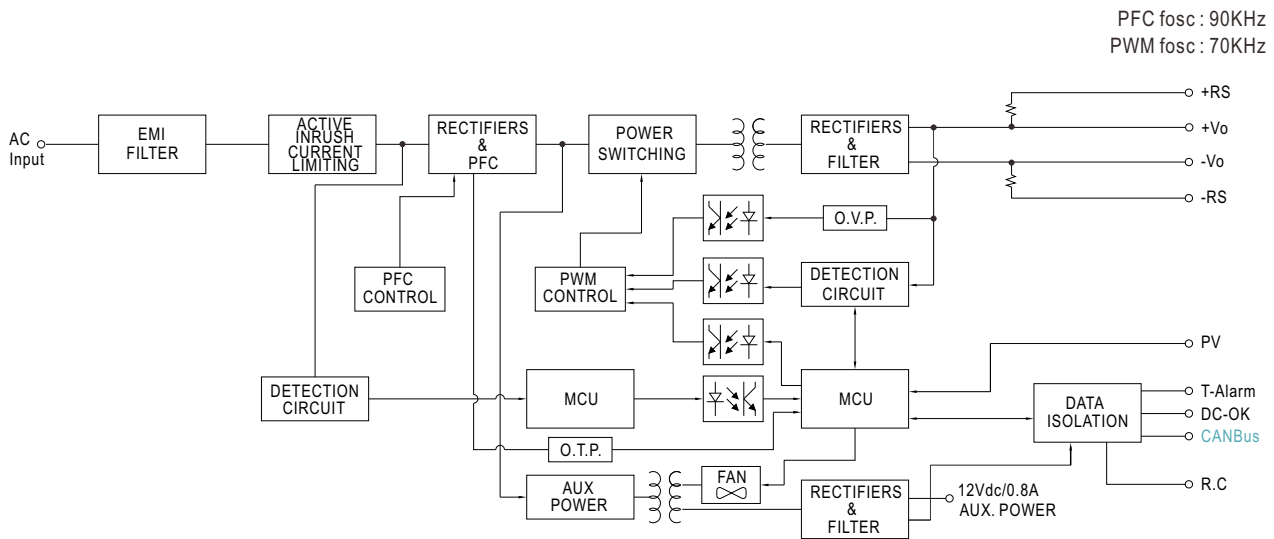 PFC fosc : 90KHz
PWM fosc : 70KHz
AC
Input
EMI
FILTER
ACTIVE
INRUSH
CURRENT
LIMITING
RECTIFIERS
&
PFC
POWER
SWITCHING
RECTIFIERS
&
FILTER
+RS
+Vo
-Vo
-RS
O.V.P.
PFC
CONTROL
PWM
CONTROL
DETECTION
CIRCUIT
DETECTION
CIRCUIT
MCU
MCU
PV
DATA
ISOLATION
T-Alarm
DC-OK
CANBus
R.C
O.T.P.
AUX
POWER
FAN
RECTIFIERS
&
FILTER
12Vdc/0.8A
AUX. POWER